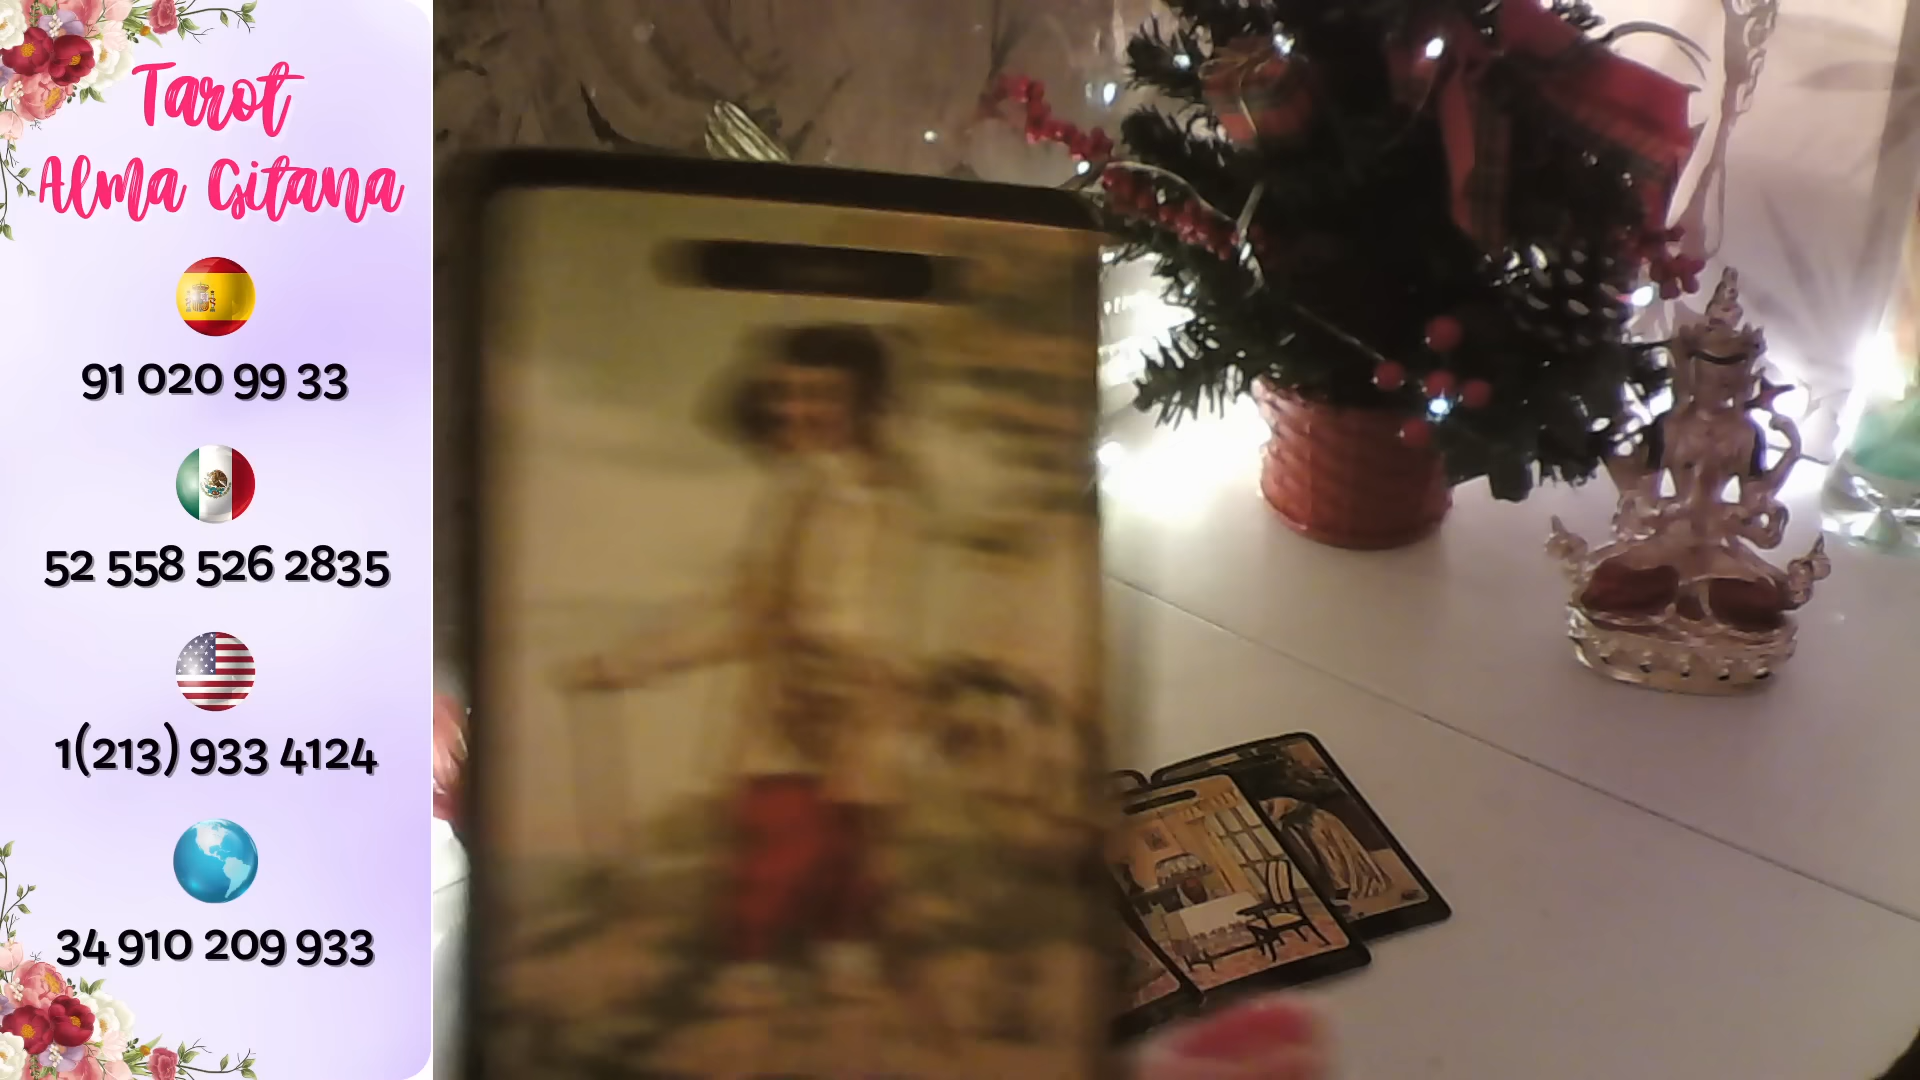 Tarot
Alma Gitana
91 020 99 33
52 558 526 2835
1(213) 933 4124
34 910 209 933